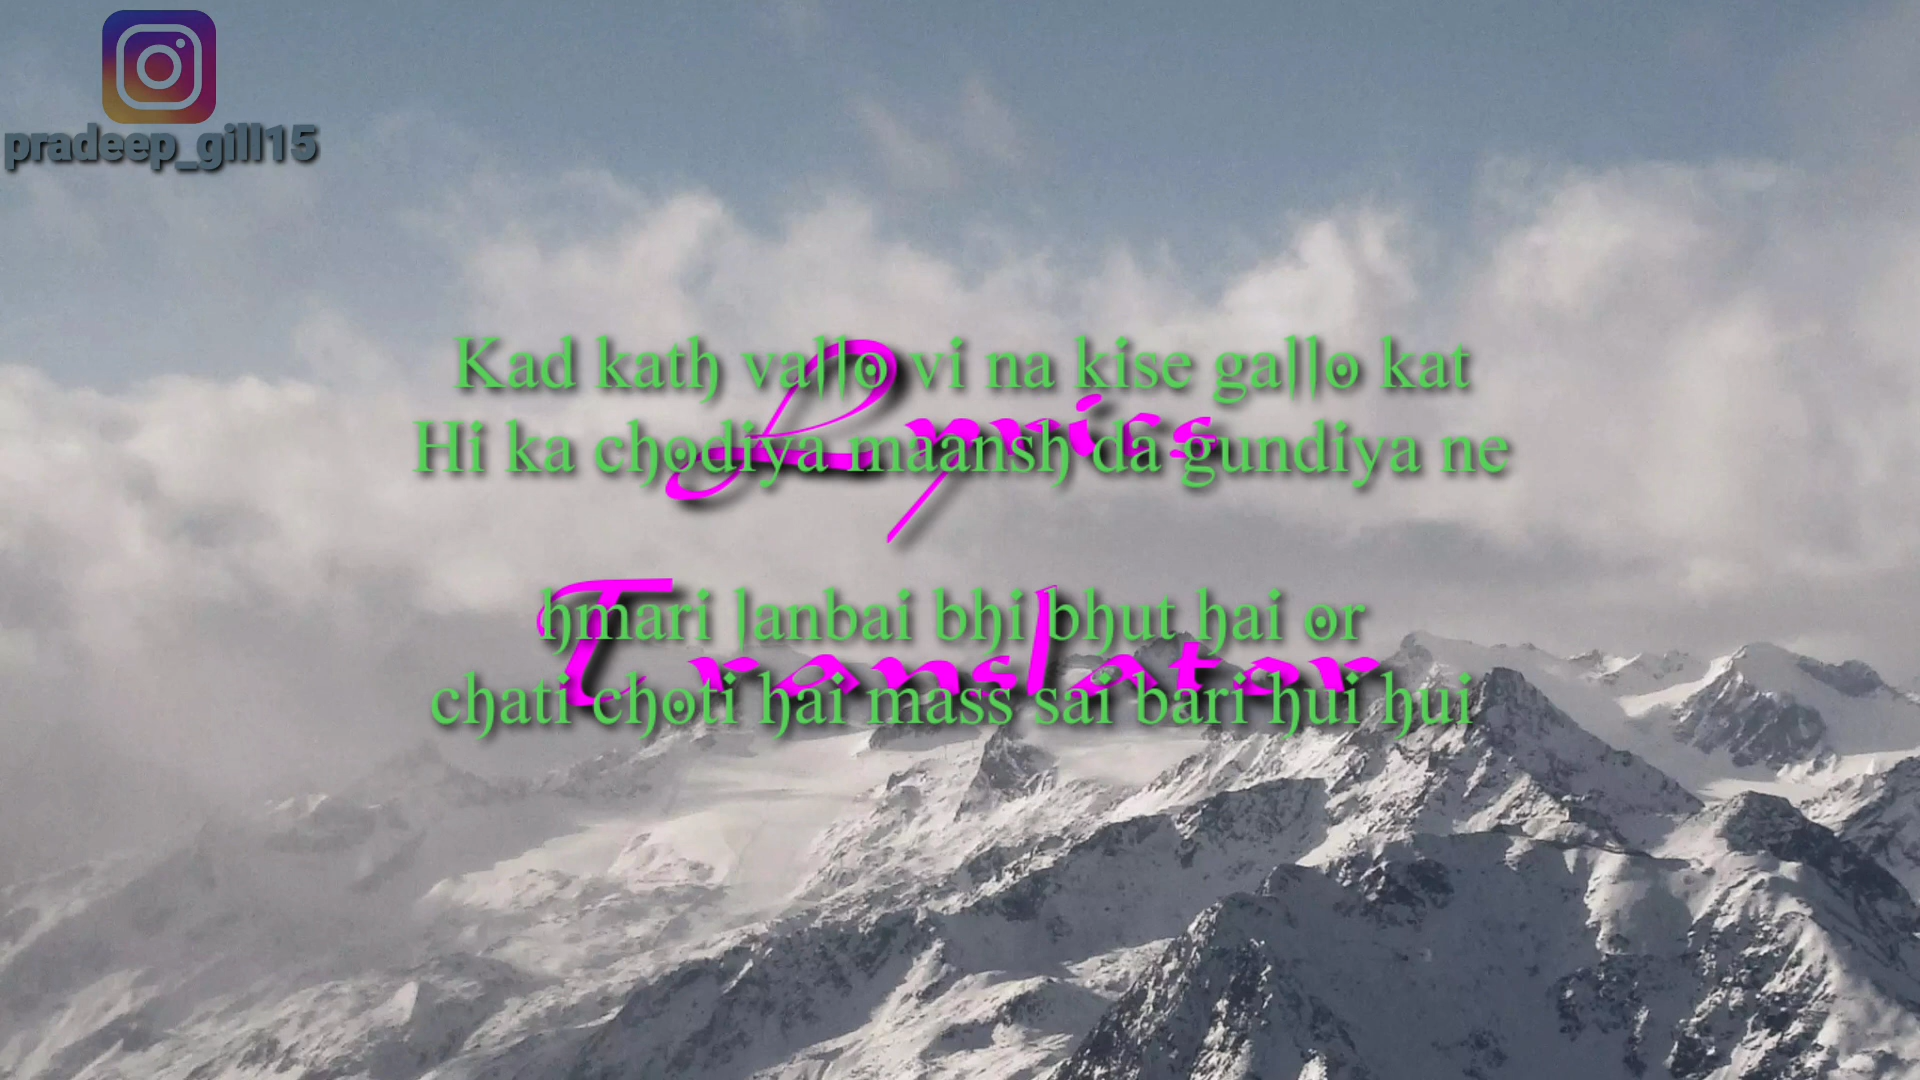 pradeep_gill15
Kad kath vallo vi na kise gallo kat
Hi ka chodiya maansh da gundiya ne
Lyrics
hmari lanbai bhi bhut hai or
chati choti hai mass sai bari hui hui
Translater